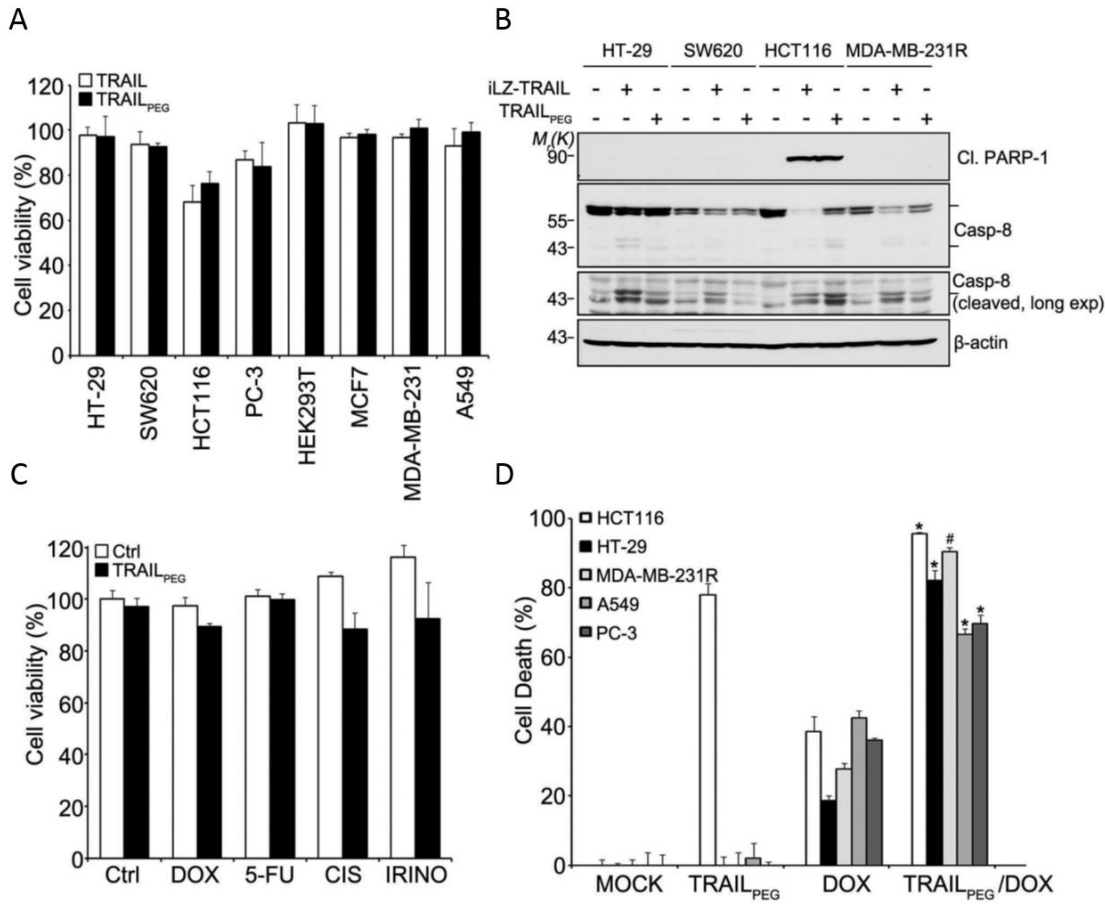 A
TRAIL
TRAILPEG
Cell viability (%)
120
100
80
60
40
20
0
HT-29
SW620
HCT116
PC-3
HEK293T
MCF7
MDA-MB-231
A549
B
HT-29 SW620 HCT116 MDA-MB-231R
iLZ-TRAIL - + - - + - - + - - + -
TRAILPEG - - + - - + - - + - - +
Mr(K)
90 Cl. PARP-1
55
43
Casp-8
43
Casp-8
(cleaved, long exp)
43
β-actin
C
Ctrl
TRAILPEG
Cell viability (%)
120
100
80
60
40
20
0
Ctrl DOX 5-FU CIS IRINO
D
HCT116
HT-29
MDA-MB-231R
A549
PC-3
Cell Death (%)
100
80
60
40
20
0
* * # * *
MOCK TRAILPEG DOX TRAILPEG/DOX